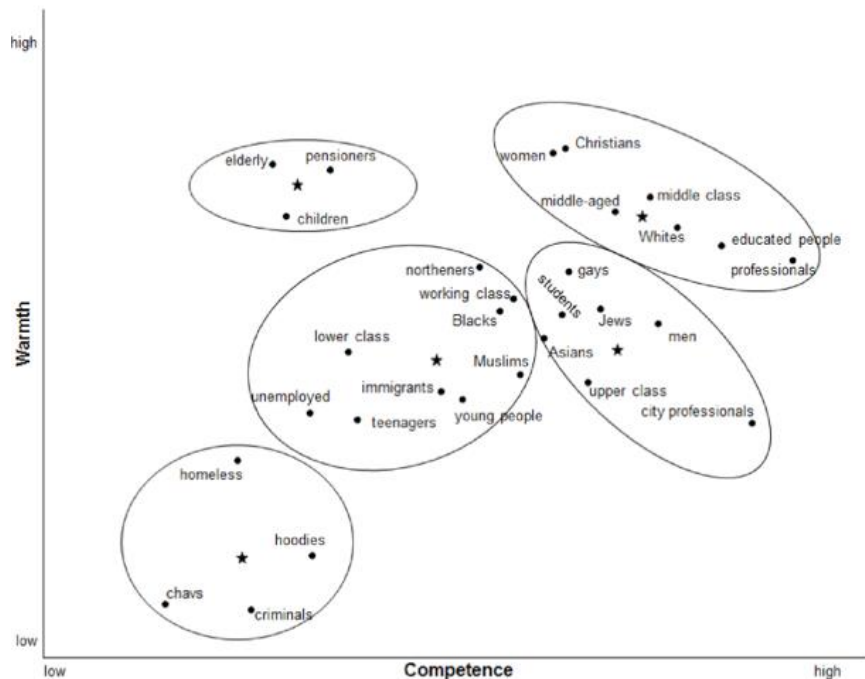 high
Christians
women
elderly
pensioners
middle class
middle-aged
children
Whites
educated people
northeners
gays
professionals
working class
students
Blacks
Jews
men
Warmth
lower class
Asians
Muslims
immigrants
upper class
unemployed
young people
city professionals
teenagers
homeless
hoodies
chavs
criminals
low
low
Competence
high